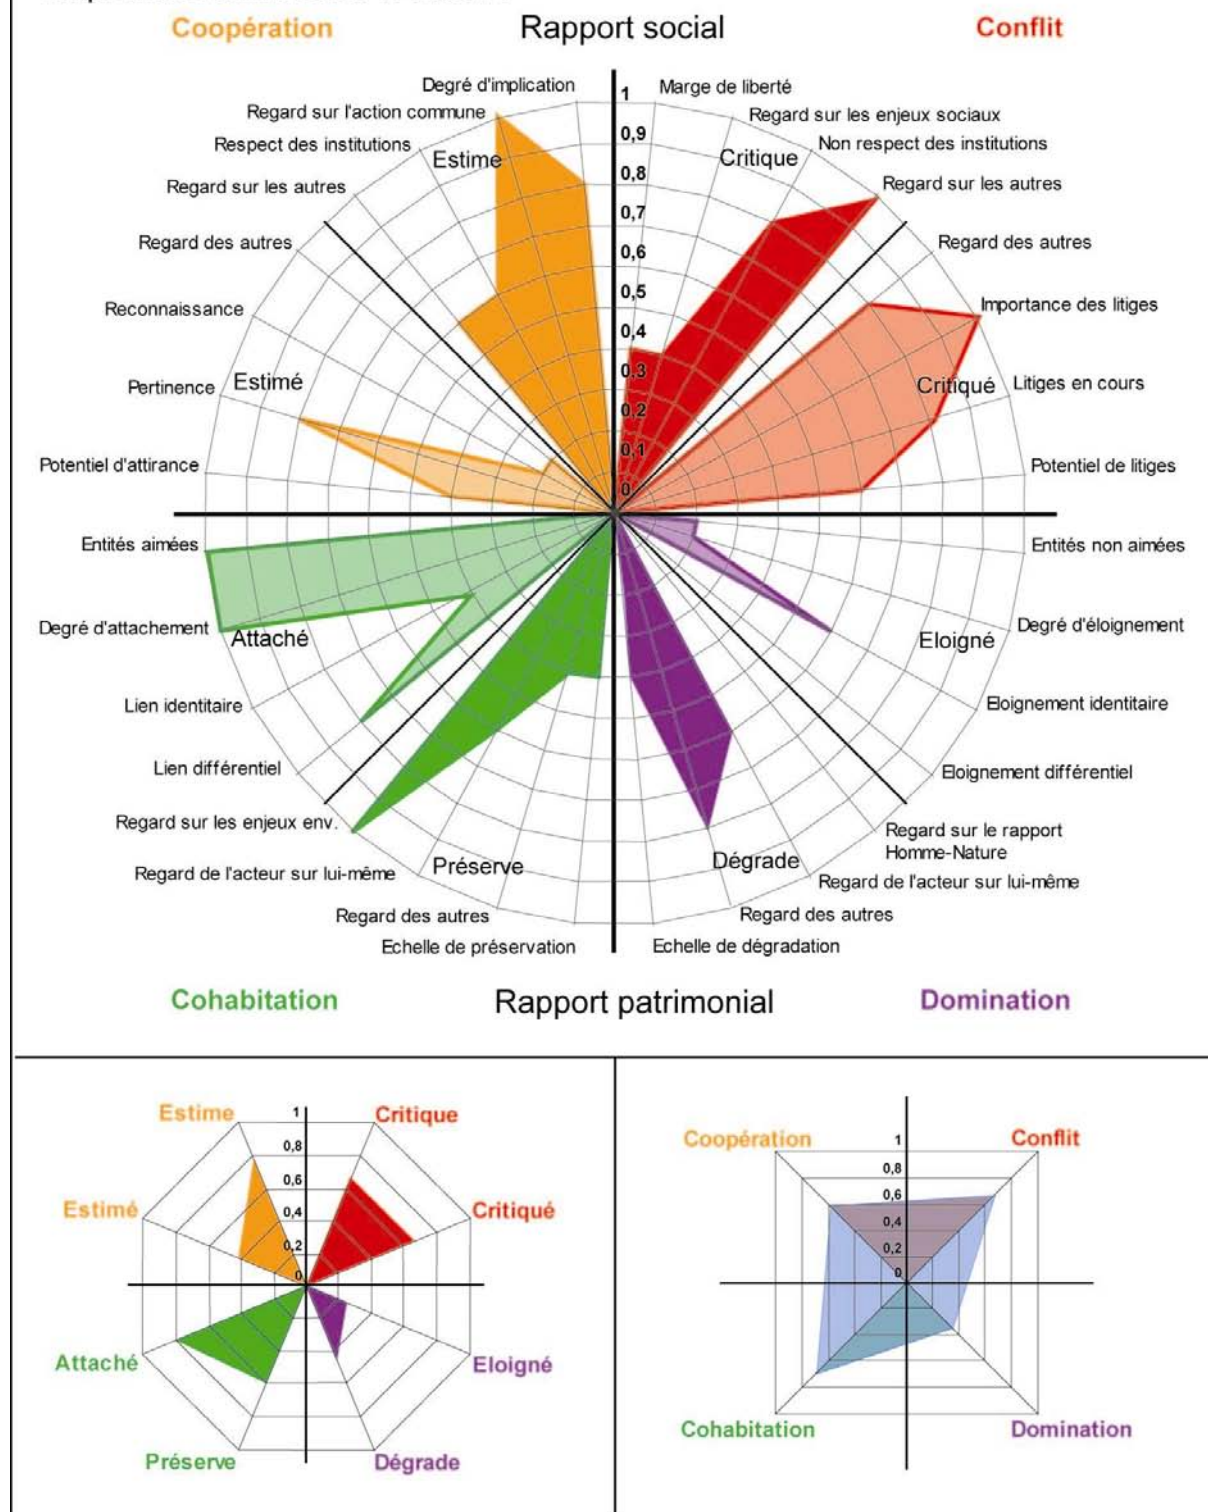 Coopération
Rapport social
Conflit
Degré d'implication
Marge de liberté
Regard sur l'action commune
Regard sur les enjeux sociaux
Respect des institutions
Non respect des institutions
Estime
Critique
Regard sur les autres
Regard sur les autres
Regard des autres
Regard des autres
Reconnaissance
Importance des litiges
Pertinence
Estimé
Critiqué
Litiges en cours
Potentiel d'attirance
Potentiel de litiges
1
0,9
0,8
0,7
0,6
0,5
0,4
0,3
0,2
0,1
0
Entités aimées
Entités non aimées
Degré d'attachement
Attaché
Eloigné
Degré d'éloignement
Lien identitaire
Eloignement identitaire
Lien différentiel
Eloignement différentiel
Regard sur les enjeux env.
Regard sur le rapport
Homme-Nature
Préserve
Dégrade
Regard de l'acteur sur lui-même
Regard de l'acteur sur lui-même
Regard des autres
Regard des autres
Echelle de préservation
Echelle de dégradation
Cohabitation
Rapport patrimonial
Domination
Estime
1
Critique
0,8
0,6
Estimé
0,4
Critiqué
0,2
0
Attaché
Eloigné
Préserve
Dégrade
Coopération
1
Conflit
0,8
0,6
0,4
0,2
0
Cohabitation
Domination